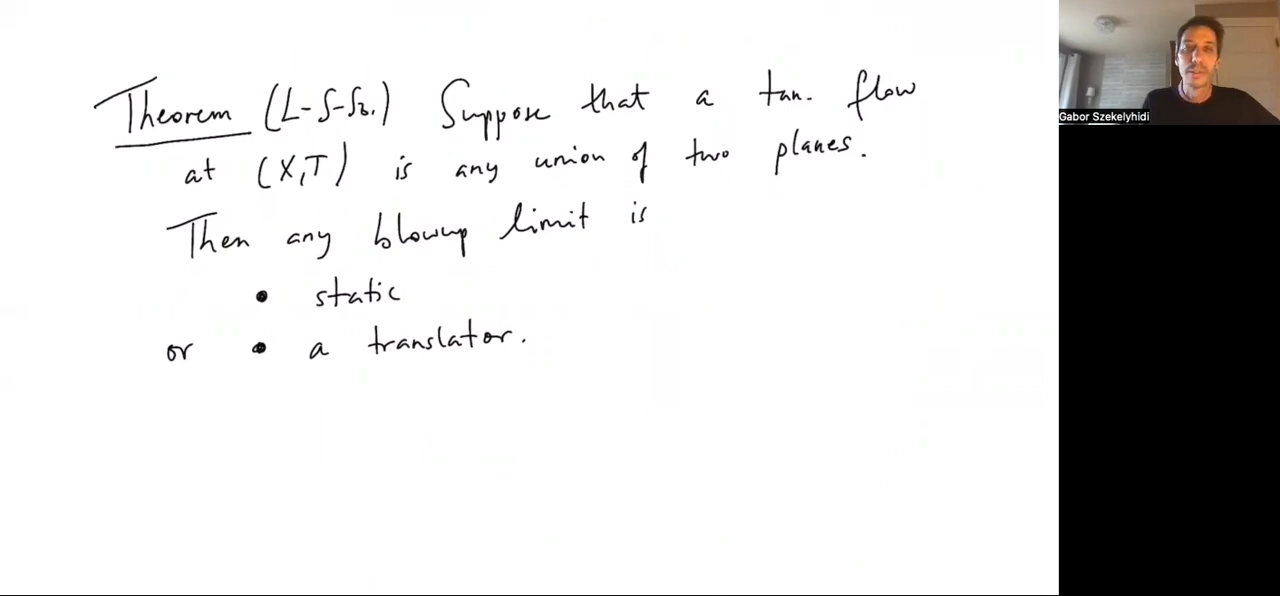 Theorem (L-S-Sz.) Suppose that a tan. flow
at (X,T) is any union of two planes.
Then any blowup limit is
• static
or • a translator.
Gabor Szekelyhidi